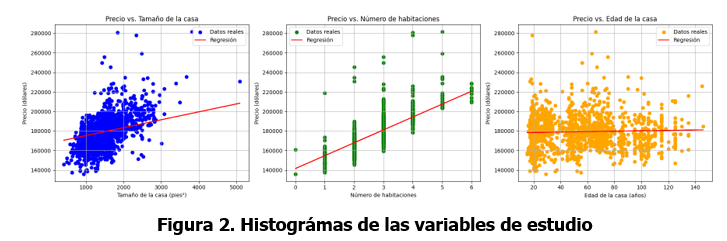 Precio vs. Tamaño de la casa
Datos reales
Regresión
280000
260000
240000
220000
200000
180000
160000
140000
Precio (dólares)
1000 2000 3000 4000 5000
Tamaño de la casa (pies²)
Precio vs. Número de habitaciones
Datos reales
Regresión
280000
260000
240000
220000
200000
180000
160000
140000
Precio (dólares)
0 1 2 3 4 5 6
Número de habitaciones
Precio vs. Edad de la casa
Datos reales
Regresión
280000
260000
240000
220000
200000
180000
160000
140000
Precio (dólares)
20 40 60 80 100 120 140
Edad de la casa (años)
Figura 2. Histográmas de las variables de estudio